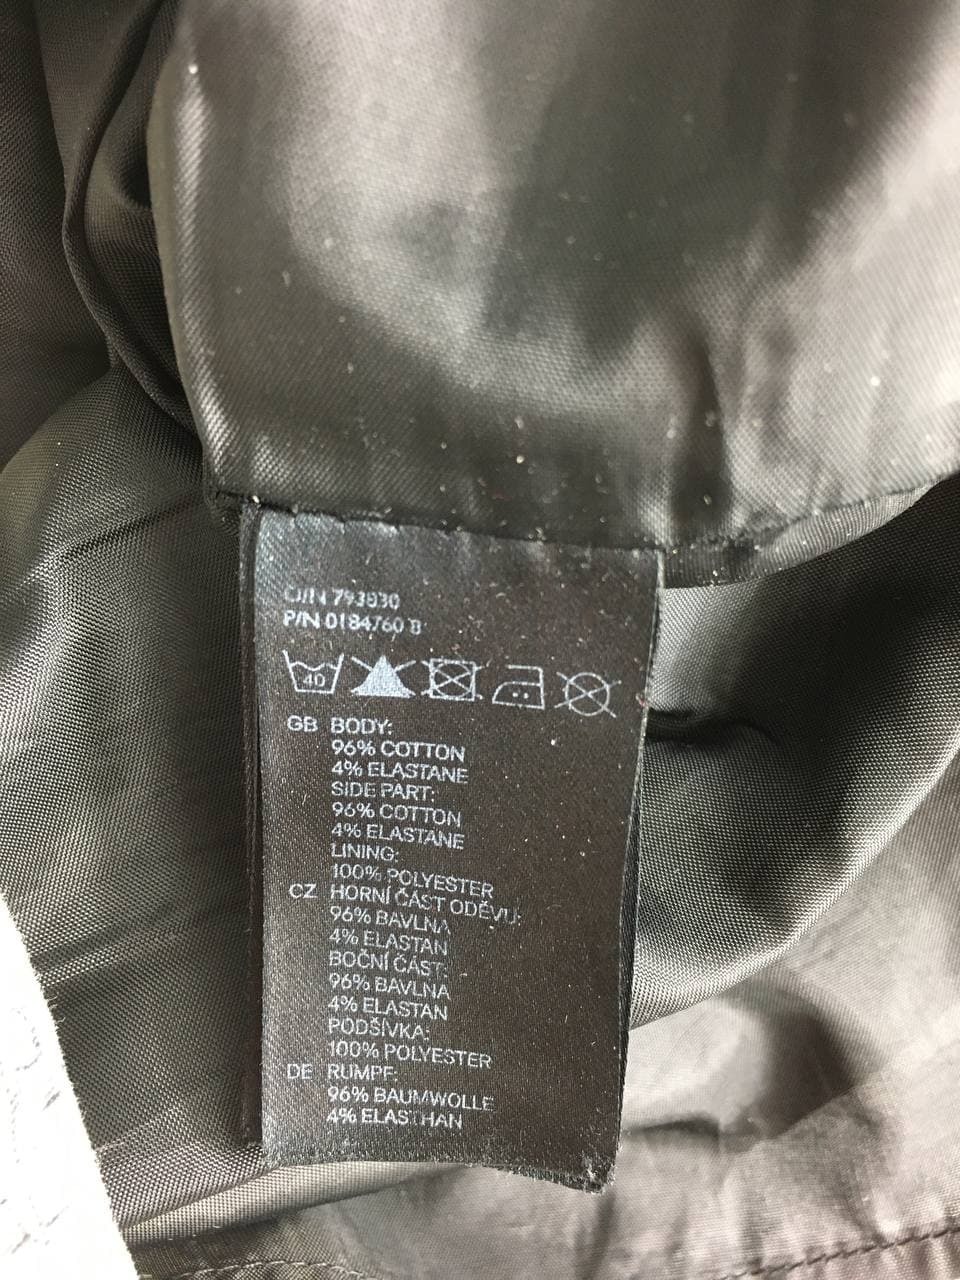 O/N 793830
P/N 0184760 B
40
GB BODY:
96% COTTON
4% ELASTANE
SIDE PART:
96% COTTON
4% ELASTANE
LINING:
100% POLYESTER
CZ HORNÍ ČÁST ODĚVU:
96% BAVLNA
4% ELASTAN
BOČNÍ ČÁST:
96% BAVLNA
4% ELASTAN
PODŠÍVKA:
100% POLYESTER
DE RUMPF:
96% BAUMWOLLE
4% ELASTHAN